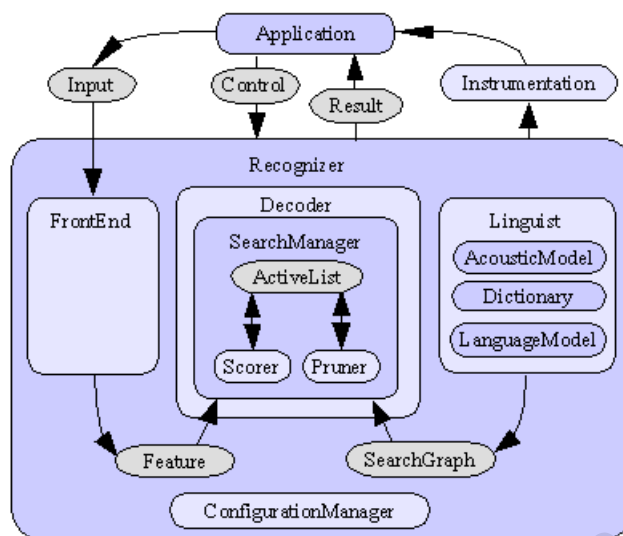 Application
Input
Control
Result
Instrumentation
Recognizer
FrontEnd
Decoder
SearchManager
ActiveList
Scorer
Pruner
Linguist
AcousticModel
Dictionary
LanguageModel
Feature
SearchGraph
ConfigurationManager